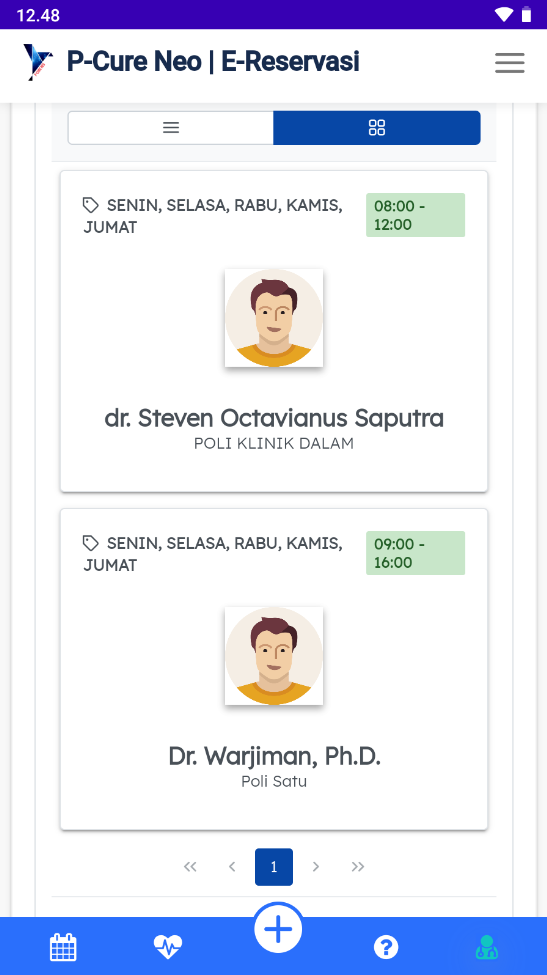 12.48
P-Cure Neo | E-Reservasi
SENIN, SELASA, RABU, KAMIS,
JUMAT
08:00 -
12:00
dr. Steven Octavianus Saputra
POLI KLINIK DALAM
SENIN, SELASA, RABU, KAMIS,
JUMAT
09:00 -
16:00
Dr. Warjiman, Ph.D.
Poli Satu
1